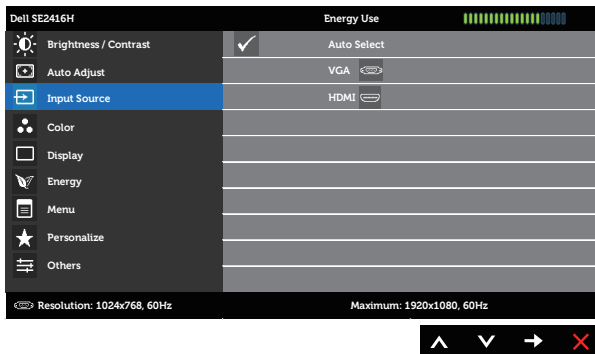 Dell SE2416H
Energy Use
Brightness / Contrast
Auto Select
Auto Adjust
VGA
Input Source
HDMI
Color
Display
Energy
Menu
Personalize
Others
Resolution: 1024x768, 60Hz
Maximum: 1920x1080, 60Hz